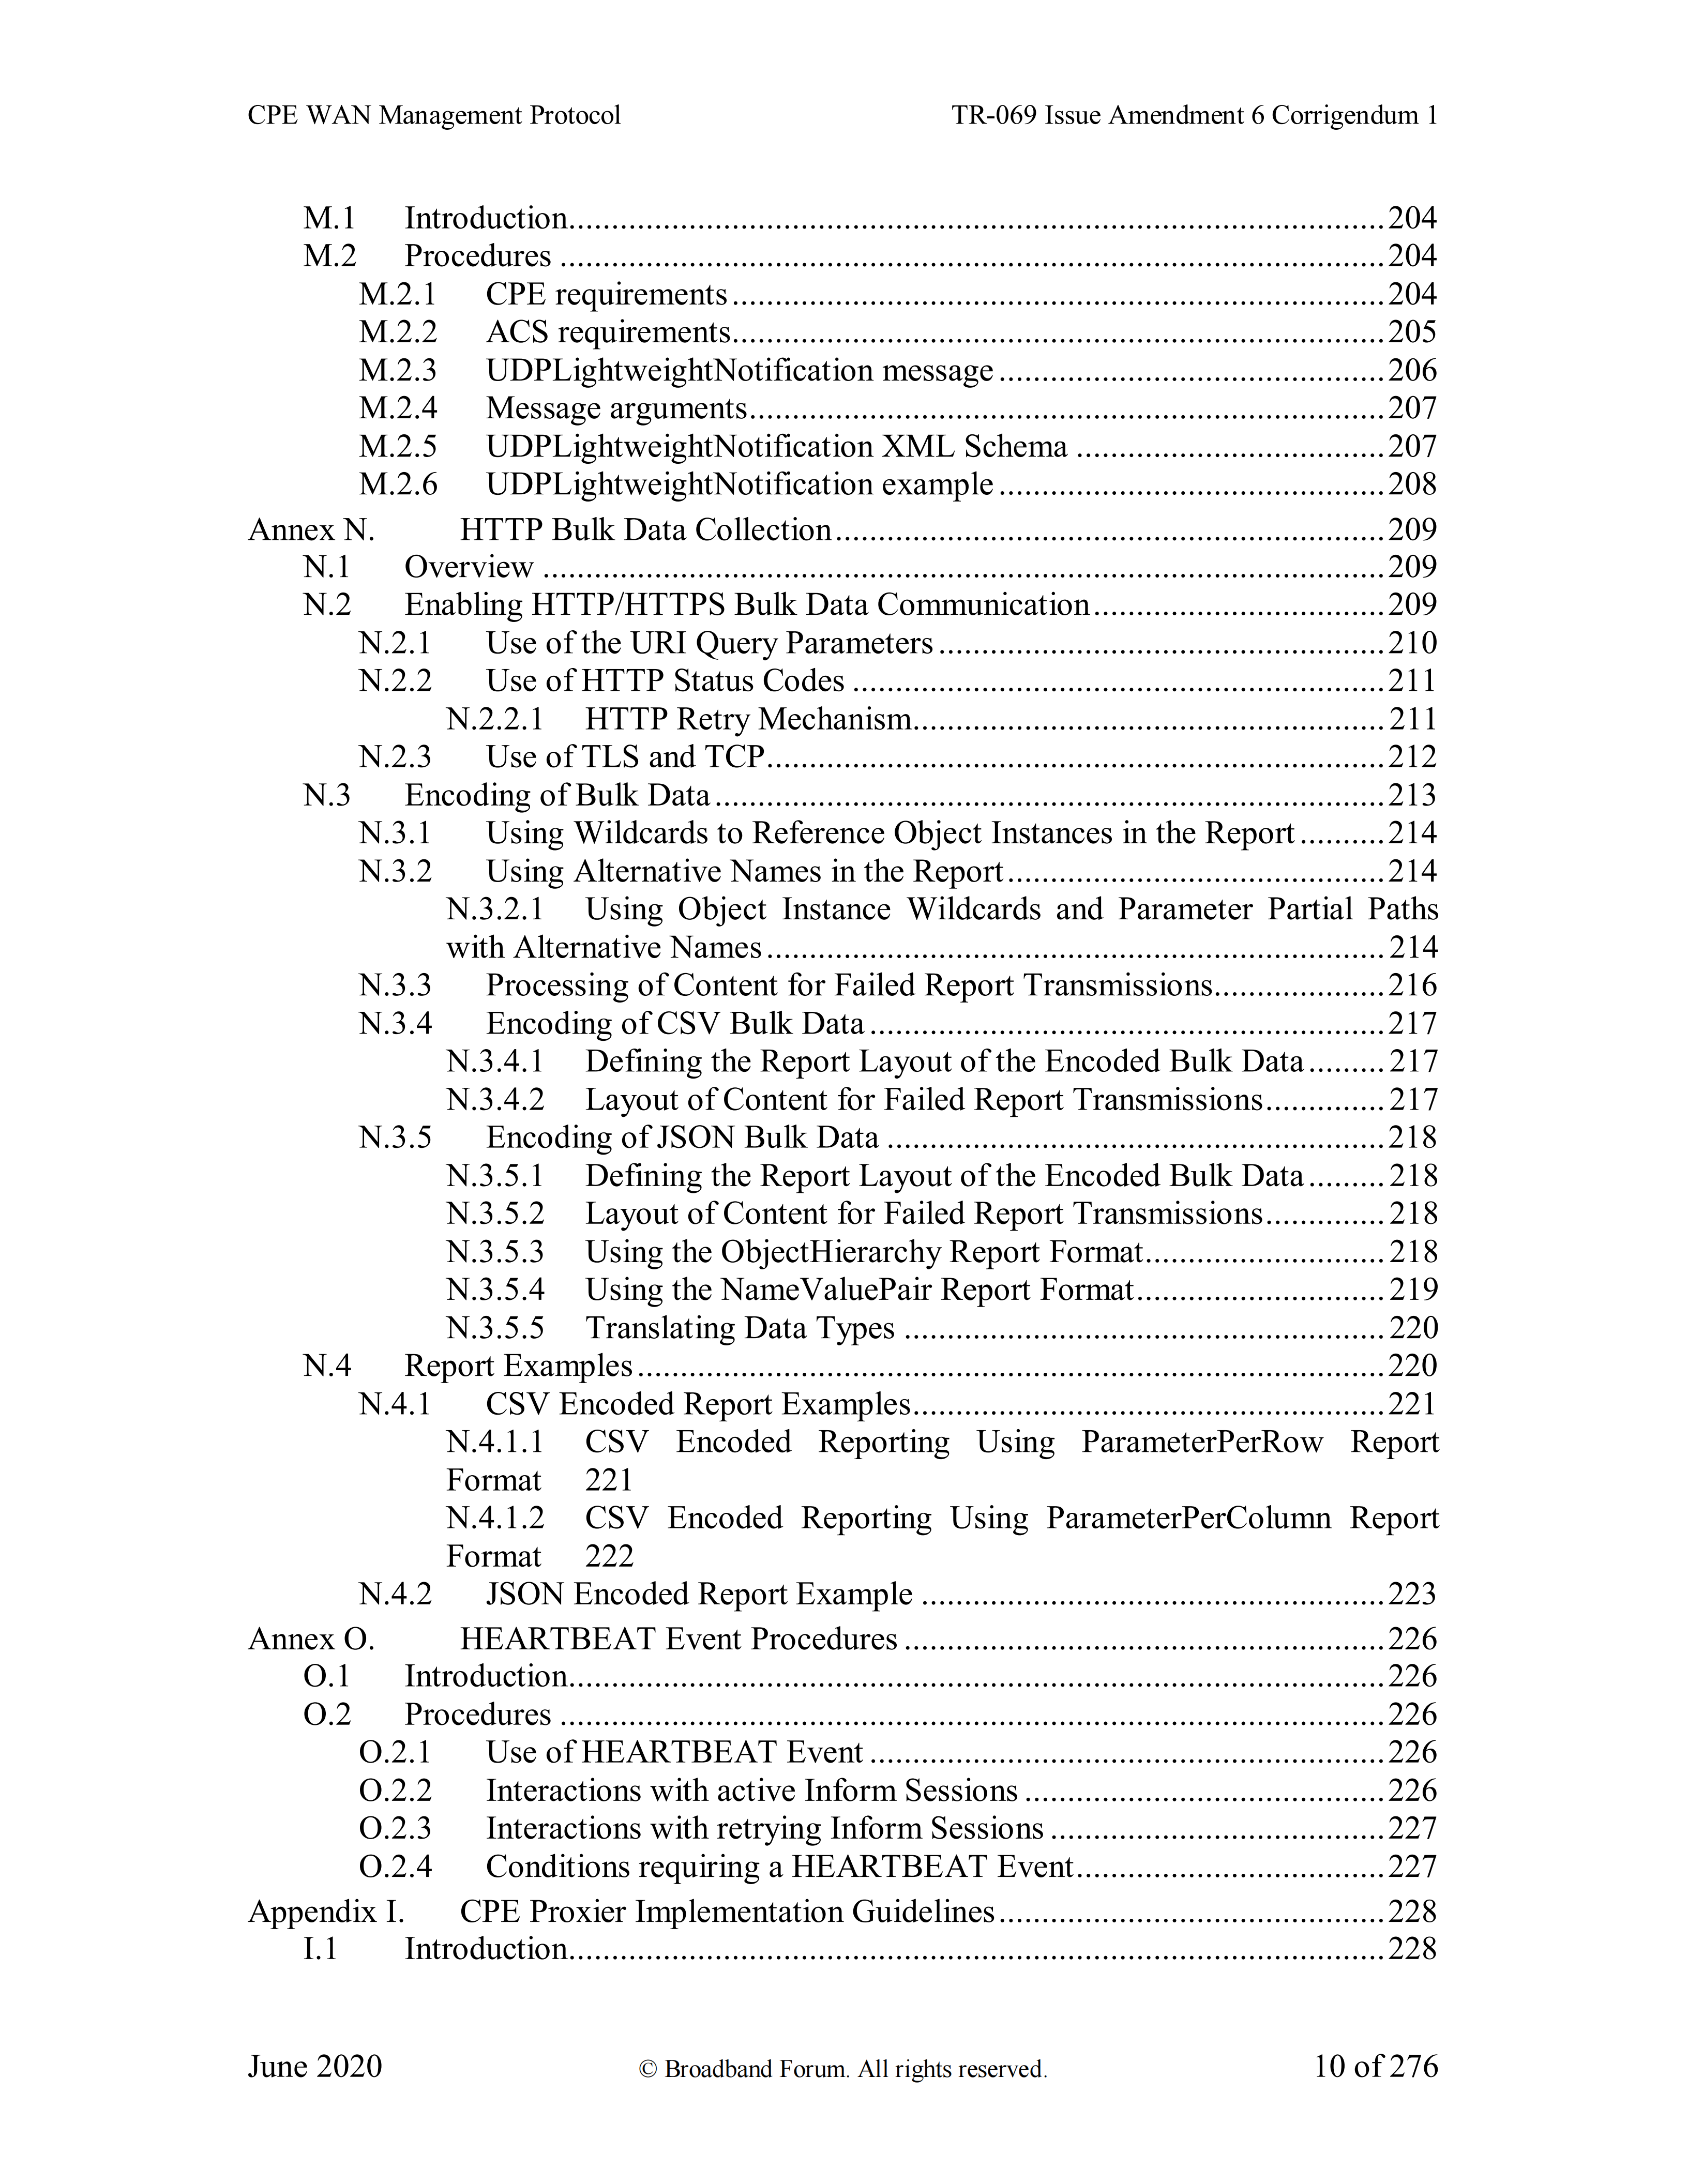 CPE WAN Management Protocol TR-069 Issue Amendment 6 Corrigendum 1
M.1 Introduction........204
M.2 Procedures ........204
M.2.1 CPE requirements........204
M.2.2 ACS requirements........205
M.2.3 UDPLightweightNotification message........206
M.2.4 Message arguments........207
M.2.5 UDPLightweightNotification XML Schema ........207
M.2.6 UDPLightweightNotification example........208
Annex N. HTTP Bulk Data Collection........209
N.1 Overview ........209
N.2 Enabling HTTP/HTTPS Bulk Data Communication........209
N.2.1 Use of the URI Query Parameters........210
N.2.2 Use of HTTP Status Codes ........211
N.2.2.1 HTTP Retry Mechanism........211
N.2.3 Use of TLS and TCP........212
N.3 Encoding of Bulk Data........213
N.3.1 Using Wildcards to Reference Object Instances in the Report........214
N.3.2 Using Alternative Names in the Report........214
N.3.2.1 Using Object Instance Wildcards and Parameter Partial Paths
with Alternative Names........214
N.3.3 Processing of Content for Failed Report Transmissions........216
N.3.4 Encoding of CSV Bulk Data........217
N.3.4.1 Defining the Report Layout of the Encoded Bulk Data........217
N.3.4.2 Layout of Content for Failed Report Transmissions........217
N.3.5 Encoding of JSON Bulk Data ........218
N.3.5.1 Defining the Report Layout of the Encoded Bulk Data........218
N.3.5.2 Layout of Content for Failed Report Transmissions........218
N.3.5.3 Using the ObjectHierarchy Report Format........218
N.3.5.4 Using the NameValuePair Report Format........219
N.3.5.5 Translating Data Types ........220
N.4 Report Examples........220
N.4.1 CSV Encoded Report Examples........221
N.4.1.1 CSV Encoded Reporting Using ParameterPerRow Report
Format 221
N.4.1.2 CSV Encoded Reporting Using ParameterPerColumn Report
Format 222
N.4.2 JSON Encoded Report Example ........223
Annex O. HEARTBEAT Event Procedures ........226
O.1 Introduction........226
O.2 Procedures ........226
O.2.1 Use of HEARTBEAT Event ........226
O.2.2 Interactions with active Inform Sessions ........226
O.2.3 Interactions with retrying Inform Sessions ........227
O.2.4 Conditions requiring a HEARTBEAT Event........227
Appendix I. CPE Proxier Implementation Guidelines........228
I.1 Introduction........228
June 2020 © Broadband Forum. All rights reserved. 10 of 276